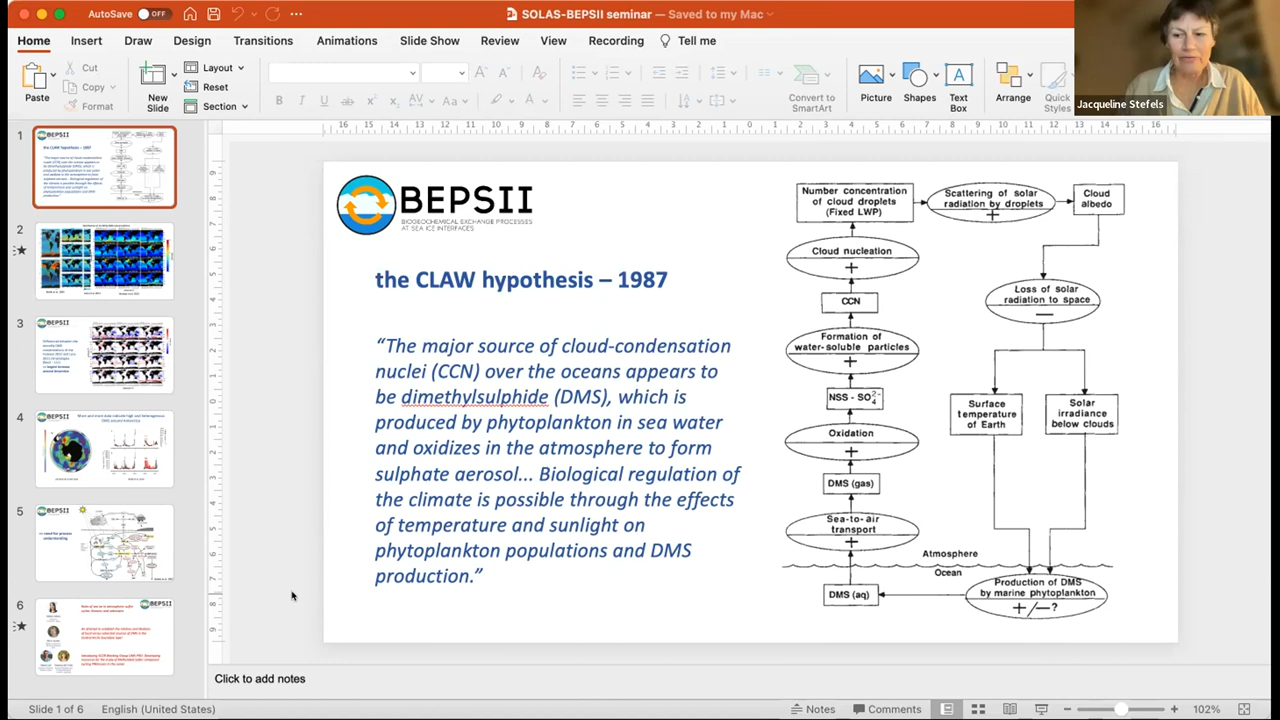 AutoSave OFF
SOLAS-BEPSII seminar — Saved to my Mac
Home Insert Draw Design Transitions Animations Slide Show Review View Recording Tell me
Paste
Cut
Copy
Format
New
Slide
Layout
Reset
Section
Convert to
SmartArt
Picture
Shapes
Text
Box
Arrange
Quick
Styles
Jacqueline Stefels
1
2
3
4
5
6
BEPSII
BIOGEOCHEMICAL EXCHANGE PROCESSES
AT SEA ICE INTERFACES
the CLAW hypothesis – 1987
“The major source of cloud-condensation
nuclei (CCN) over the oceans appears to
be dimethylsulphide (DMS), which is
produced by phytoplankton in sea water
and oxidizes in the atmosphere to form
sulphate aerosol... Biological regulation of
the climate is possible through the effects
of temperature and sunlight on
phytoplankton populations and DMS
production.”
Number concentration
of cloud droplets
(Fixed LWP)
Scattering of solar
radiation by droplets
+
Cloud
albedo
Cloud nucleation
+
CCN
Loss of solar
radiation to space
—
Formation of
water-soluble particles
+
NSS - SO₄²⁻
Surface
temperature
of Earth
Solar
irradiance
below clouds
Oxidation
+
DMS (gas)
Sea-to-air
transport
+
Atmosphere
Ocean
DMS (aq)
Production of DMS
by marine phytoplankton
+/—?
Click to add notes
Slide 1 of 6 English (United States) Notes Comments 102%